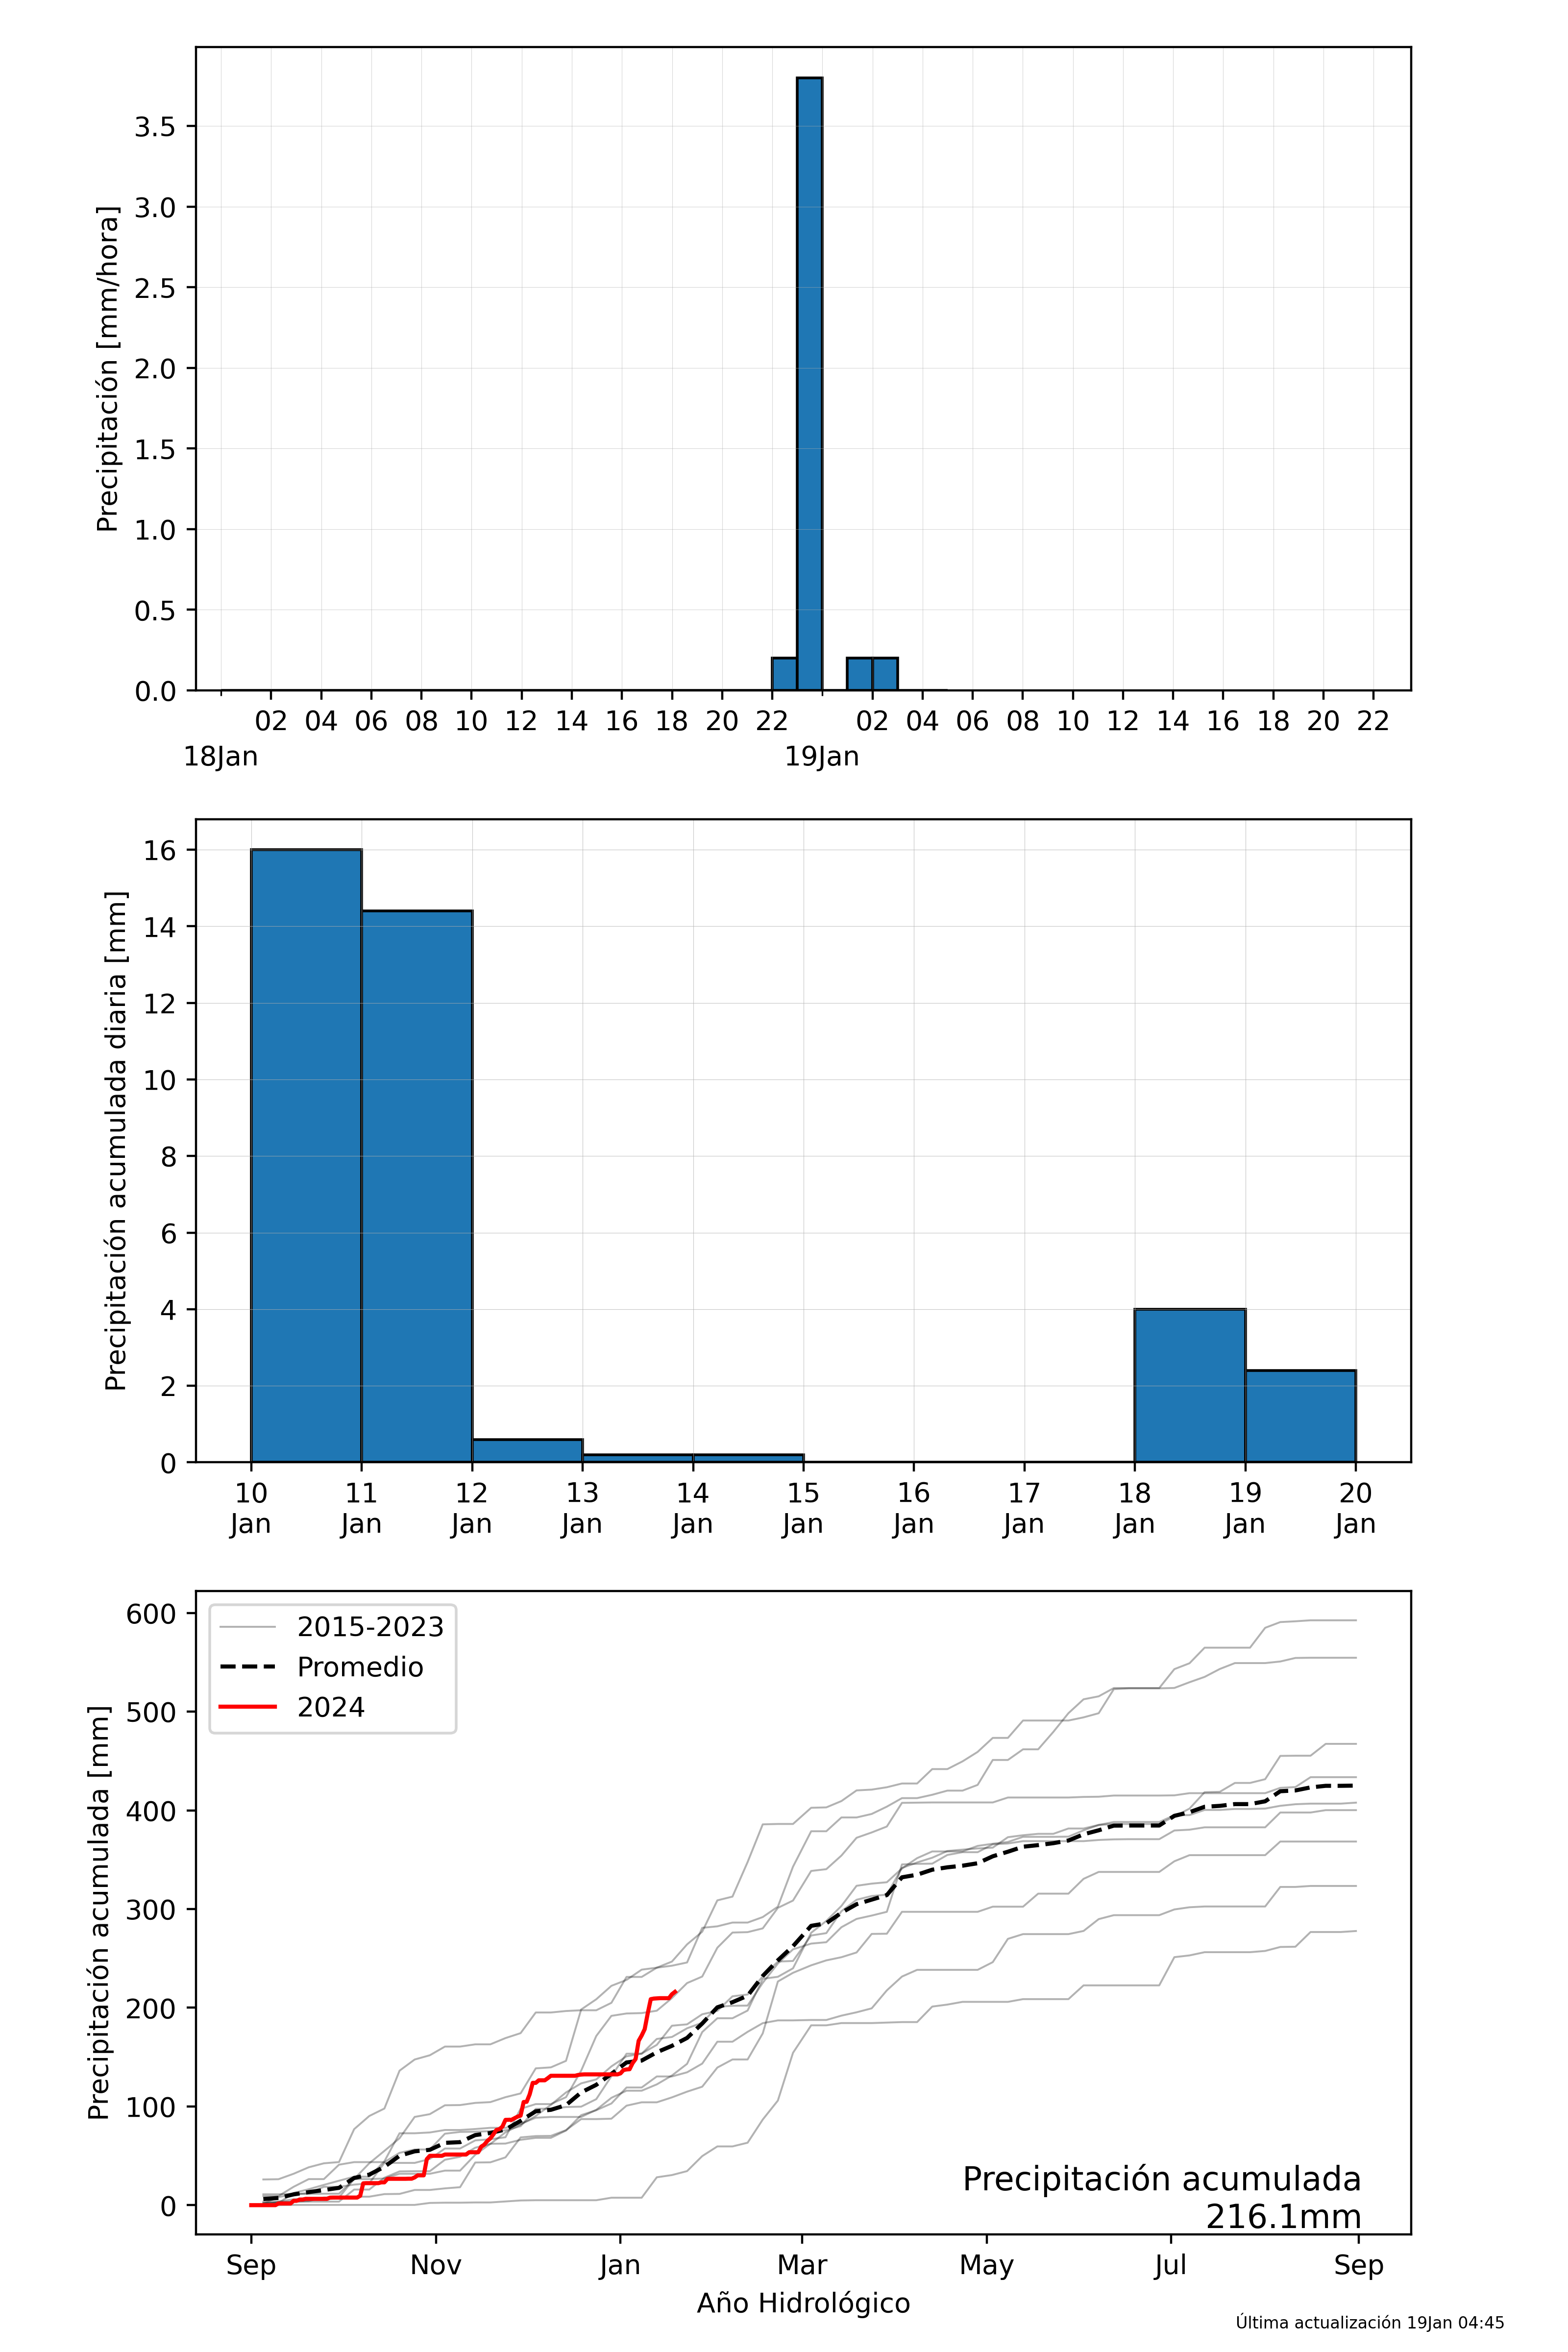 Precipitación [mm/hora]
3.5
3.0
2.5
2.0
1.5
1.0
0.5
0.0
02 04 06 08 10 12 14 16 18 20 22 02 04 06 08 10 12 14 16 18 20 22
18Jan 19Jan
Precipitación acumulada diaria [mm]
16
14
12
10
8
6
4
2
0
10 11 12 13 14 15 16 17 18 19 20
Jan Jan Jan Jan Jan Jan Jan Jan Jan Jan Jan
Precipitación acumulada [mm]
600
500
400
300
200
100
0
2015-2023
Promedio
2024
Precipitación acumulada
216.1mm
Sep Nov Jan Mar May Jul Sep
Año Hidrológico
Última actualización 19Jan 04:45